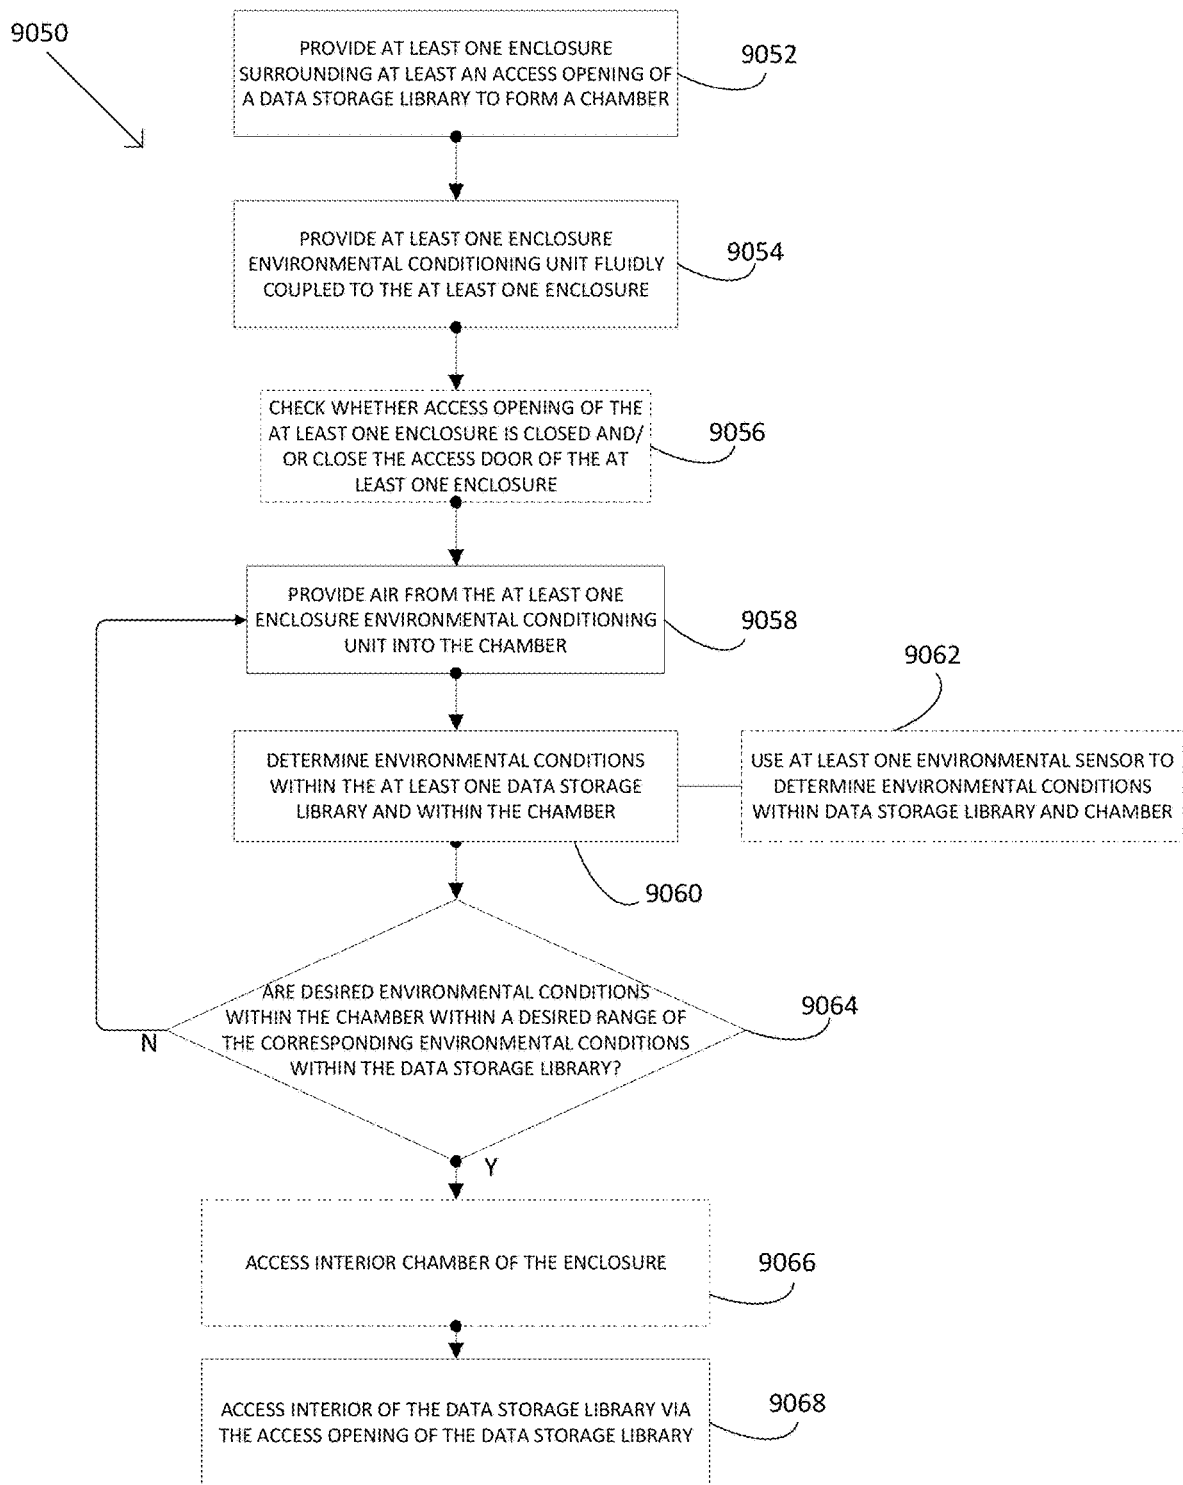 9050
PROVIDE AT LEAST ONE ENCLOSURE
SURROUNDING AT LEAST AN ACCESS OPENING OF
A DATA STORAGE LIBRARY TO FORM A CHAMBER
9052
PROVIDE AT LEAST ONE ENCLOSURE
ENVIRONMENTAL CONDITIONING UNIT FLUIDLY
COUPLED TO THE AT LEAST ONE ENCLOSURE
9054
CHECK WHETHER ACCESS OPENING OF THE
AT LEAST ONE ENCLOSURE IS CLOSED AND/
OR CLOSE THE ACCESS DOOR OF THE AT
LEAST ONE ENCLOSURE
9056
PROVIDE AIR FROM THE AT LEAST ONE
ENCLOSURE ENVIRONMENTAL CONDITIONING
UNIT INTO THE CHAMBER
9058
DETERMINE ENVIRONMENTAL CONDITIONS
WITHIN THE AT LEAST ONE DATA STORAGE
LIBRARY AND WITHIN THE CHAMBER
9060
9062
USE AT LEAST ONE ENVIRONMENTAL SENSOR TO
DETERMINE ENVIRONMENTAL CONDITIONS
WITHIN DATA STORAGE LIBRARY AND CHAMBER
ARE DESIRED ENVIRONMENTAL CONDITIONS
WITHIN THE CHAMBER WITHIN A DESIRED RANGE OF
THE CORRESPONDING ENVIRONMENTAL CONDITIONS
WITHIN THE DATA STORAGE LIBRARY?
9064
N
Y
ACCESS INTERIOR CHAMBER OF THE ENCLOSURE
9066
ACCESS INTERIOR OF THE DATA STORAGE LIBRARY VIA
THE ACCESS OPENING OF THE DATA STORAGE LIBRARY
9068